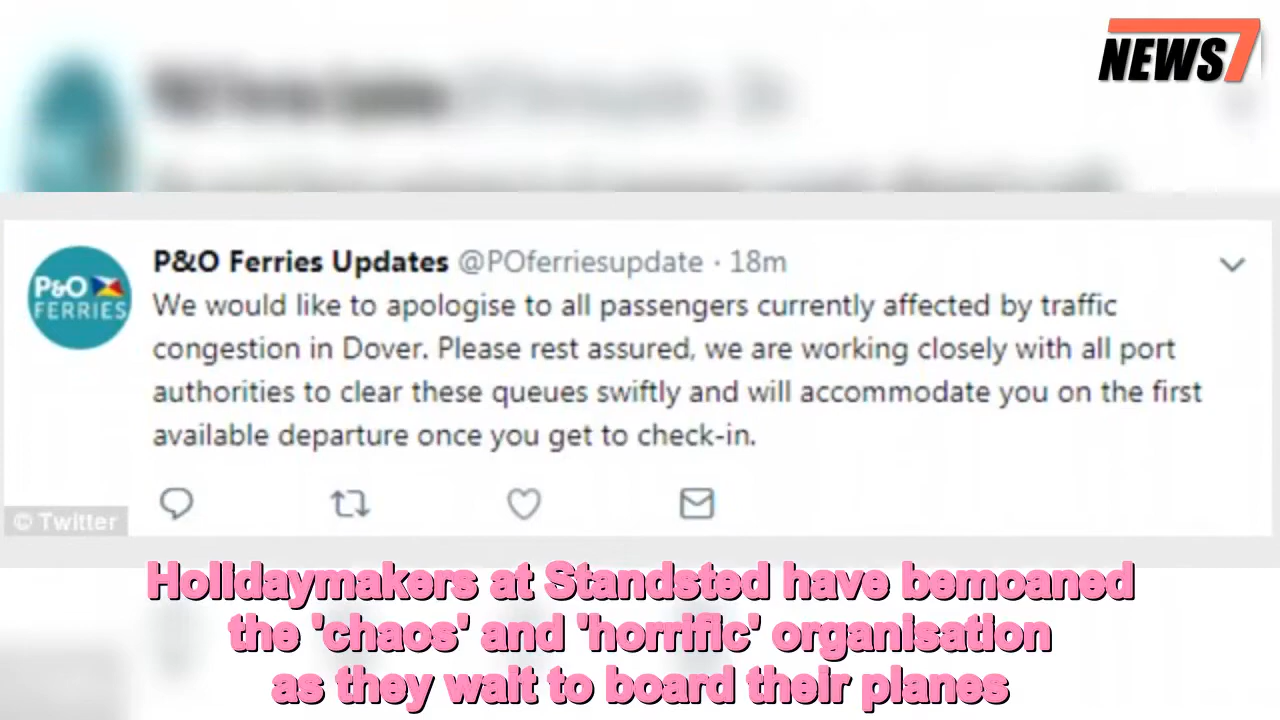 NEWS7
P&O Ferries Updates @POferriesupdate · 18m
P&O
FERRIES
We would like to apologise to all passengers currently affected by traffic
congestion in Dover. Please rest assured, we are working closely with all port
authorities to clear these queues swiftly and will accommodate you on the first
available departure once you get to check-in.
© Twitter
Holidaymakers at Standsted have bemoaned
the 'chaos' and 'horrific' organisation
as they wait to board their planes